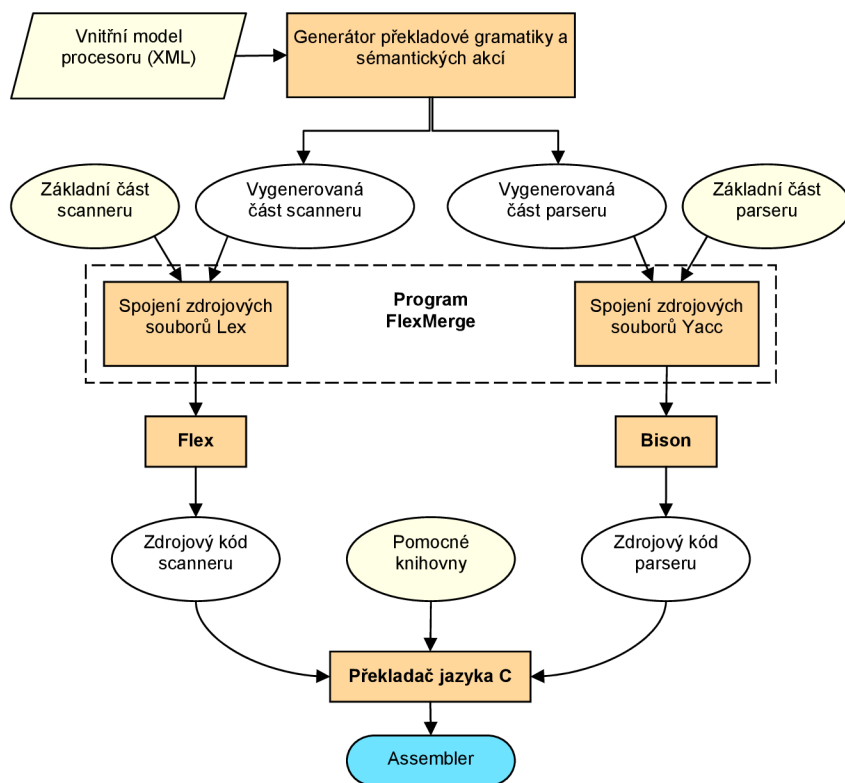 Vnitřní model
procesoru (XML)
Generátor překladové gramatiky a
sémantických akcí
Základní část
scanneru
Vygenerovaná
část scanneru
Vygenerovaná
část parseru
Základní část
parseru
Spojení zdrojových
souborů Lex
Program
FlexMerge
Spojení zdrojových
souborů Yacc
Flex
Bison
Zdrojový kód
scanneru
Pomocné
knihovny
Zdrojový kód
parseru
Překladač jazyka C
Assembler